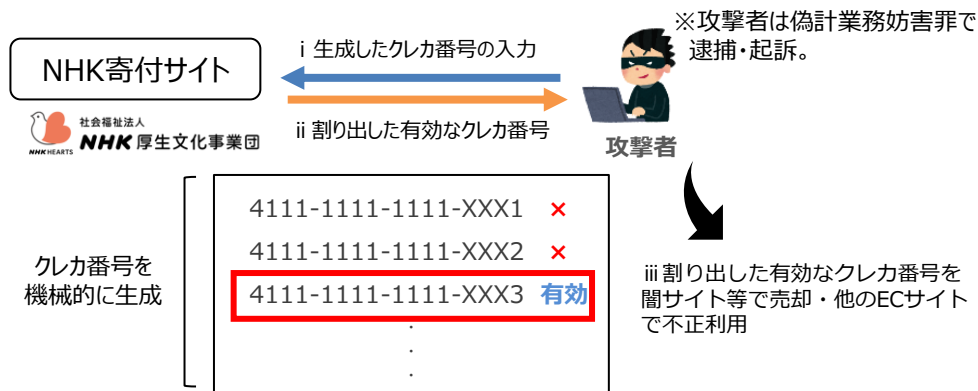 ※攻撃者は偽計業務妨害罪で
逮捕・起訴。
ⅰ 生成したクレカ番号の入力
NHK寄付サイト
ⅱ 割り出した有効なクレカ番号
社会福祉法人
NHK厚生文化事業団
NHK HEARTS
攻撃者
4111-1111-1111-XXX1 ×
4111-1111-1111-XXX2 ×
4111-1111-1111-XXX3 有効
・
・
・
クレカ番号を
機械的に生成
ⅲ 割り出した有効なクレカ番号を
闇サイト等で売却・他のECサイト
で不正利用